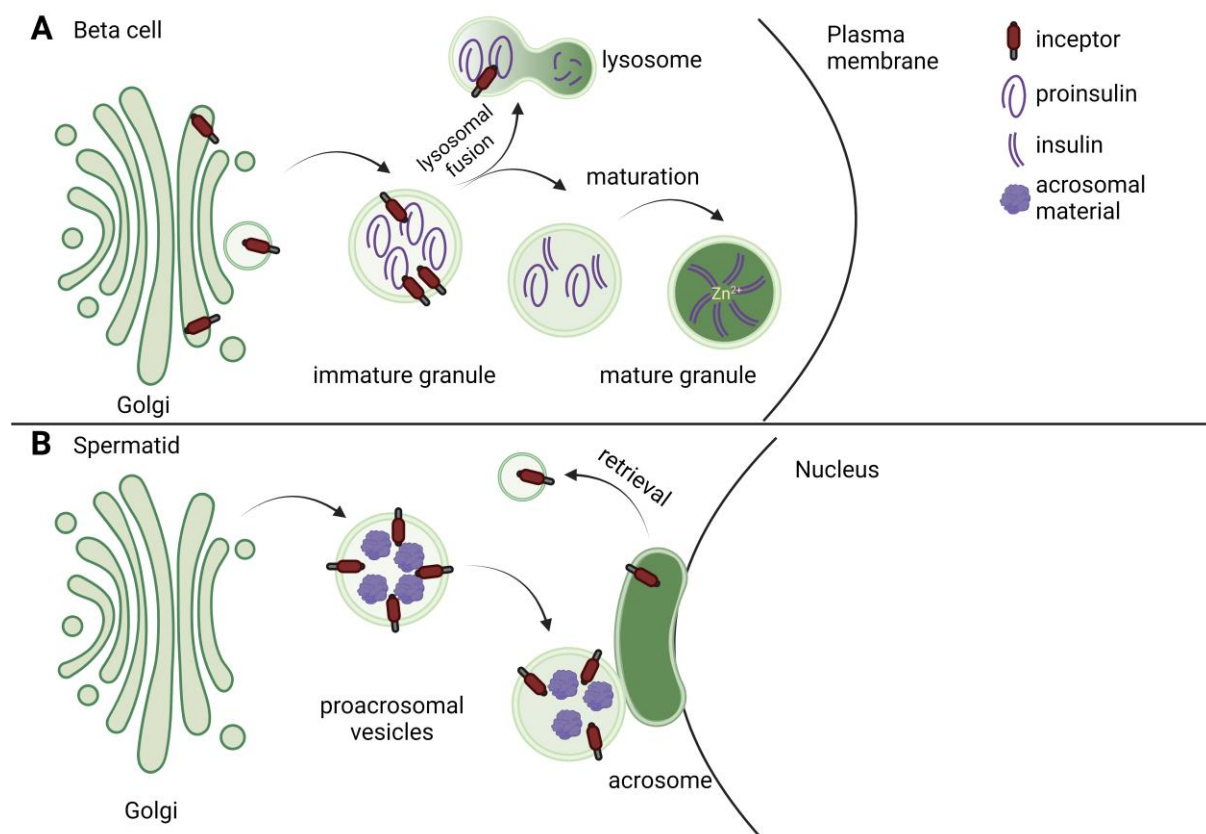 A Beta cell
lysosome
Plasma
membrane
inceptor
proinsulin
insulin
acrosomal
material
lysosomal
fusion
maturation
Zn²⁺
immature granule
mature granule
Golgi
B Spermatid
retrieval
Nucleus
proacrosomal
vesicles
acrosome
Golgi